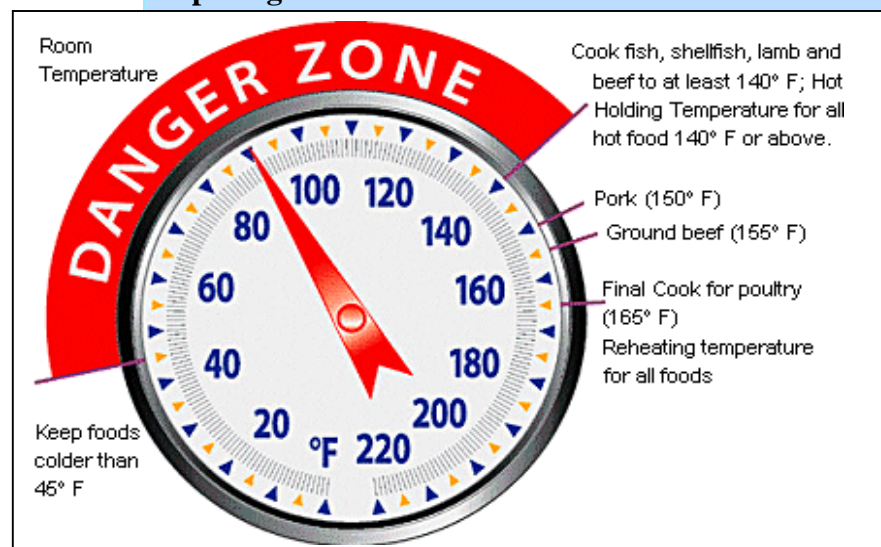 Room
Temperature
DANGER ZONE
Cook fish, shellfish, lamb and
beef to at least 140° F; Hot
Holding Temperature for all
hot food 140° F or above.
Pork (150° F)
Ground beef (155° F)
Final Cook for poultry
(165° F)
Reheating temperature
for all foods
Keep foods
colder than
45° F
20
40
60
80
100
120
140
160
180
200
220
°F